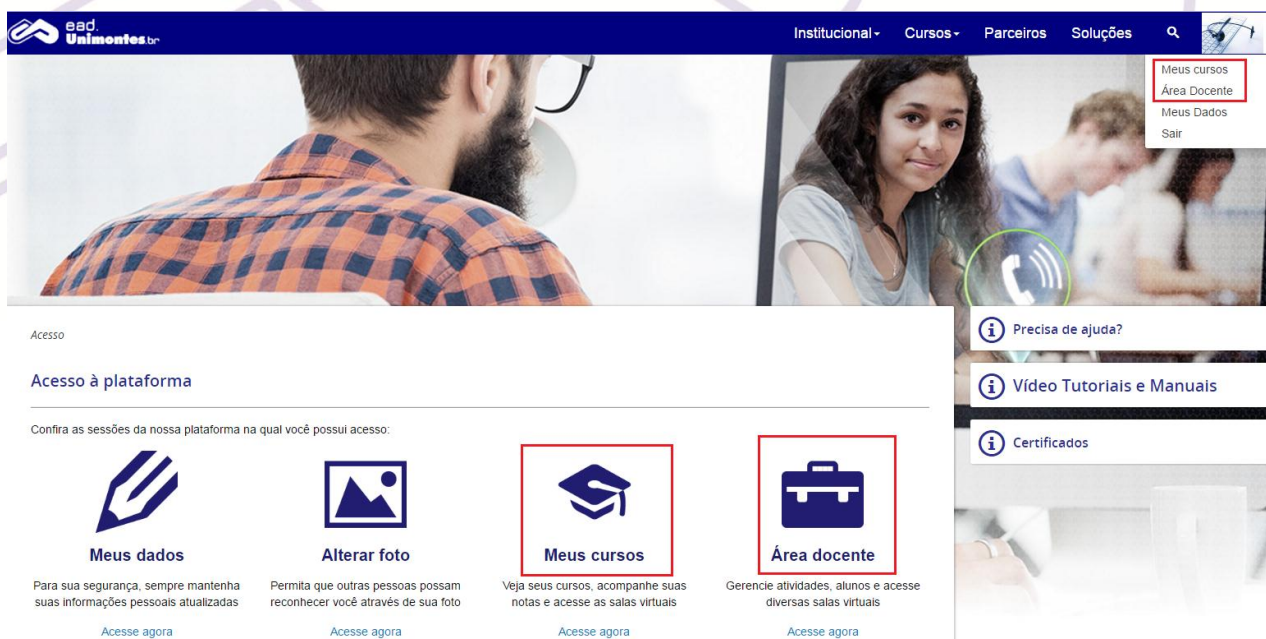 ead.
Unimontes.br
Institucional
Cursos
Parceiros
Soluções
Meus cursos
Área Docente
Meus Dados
Sair
Acesso
Acesso à plataforma
Confira as sessões da nossa plataforma na qual você possui acesso:
Meus dados
Para sua segurança, sempre mantenha
suas informações pessoais atualizadas
Acesse agora
Alterar foto
Permita que outras pessoas possam
reconhecer você através de sua foto
Acesse agora
Meus cursos
Veja seus cursos, acompanhe suas
notas e acesse as salas virtuais
Acesse agora
Área docente
Gerencie atividades, alunos e acesse
diversas salas virtuais
Acesse agora
Precisa de ajuda?
Vídeo Tutoriais e Manuais
Certificados